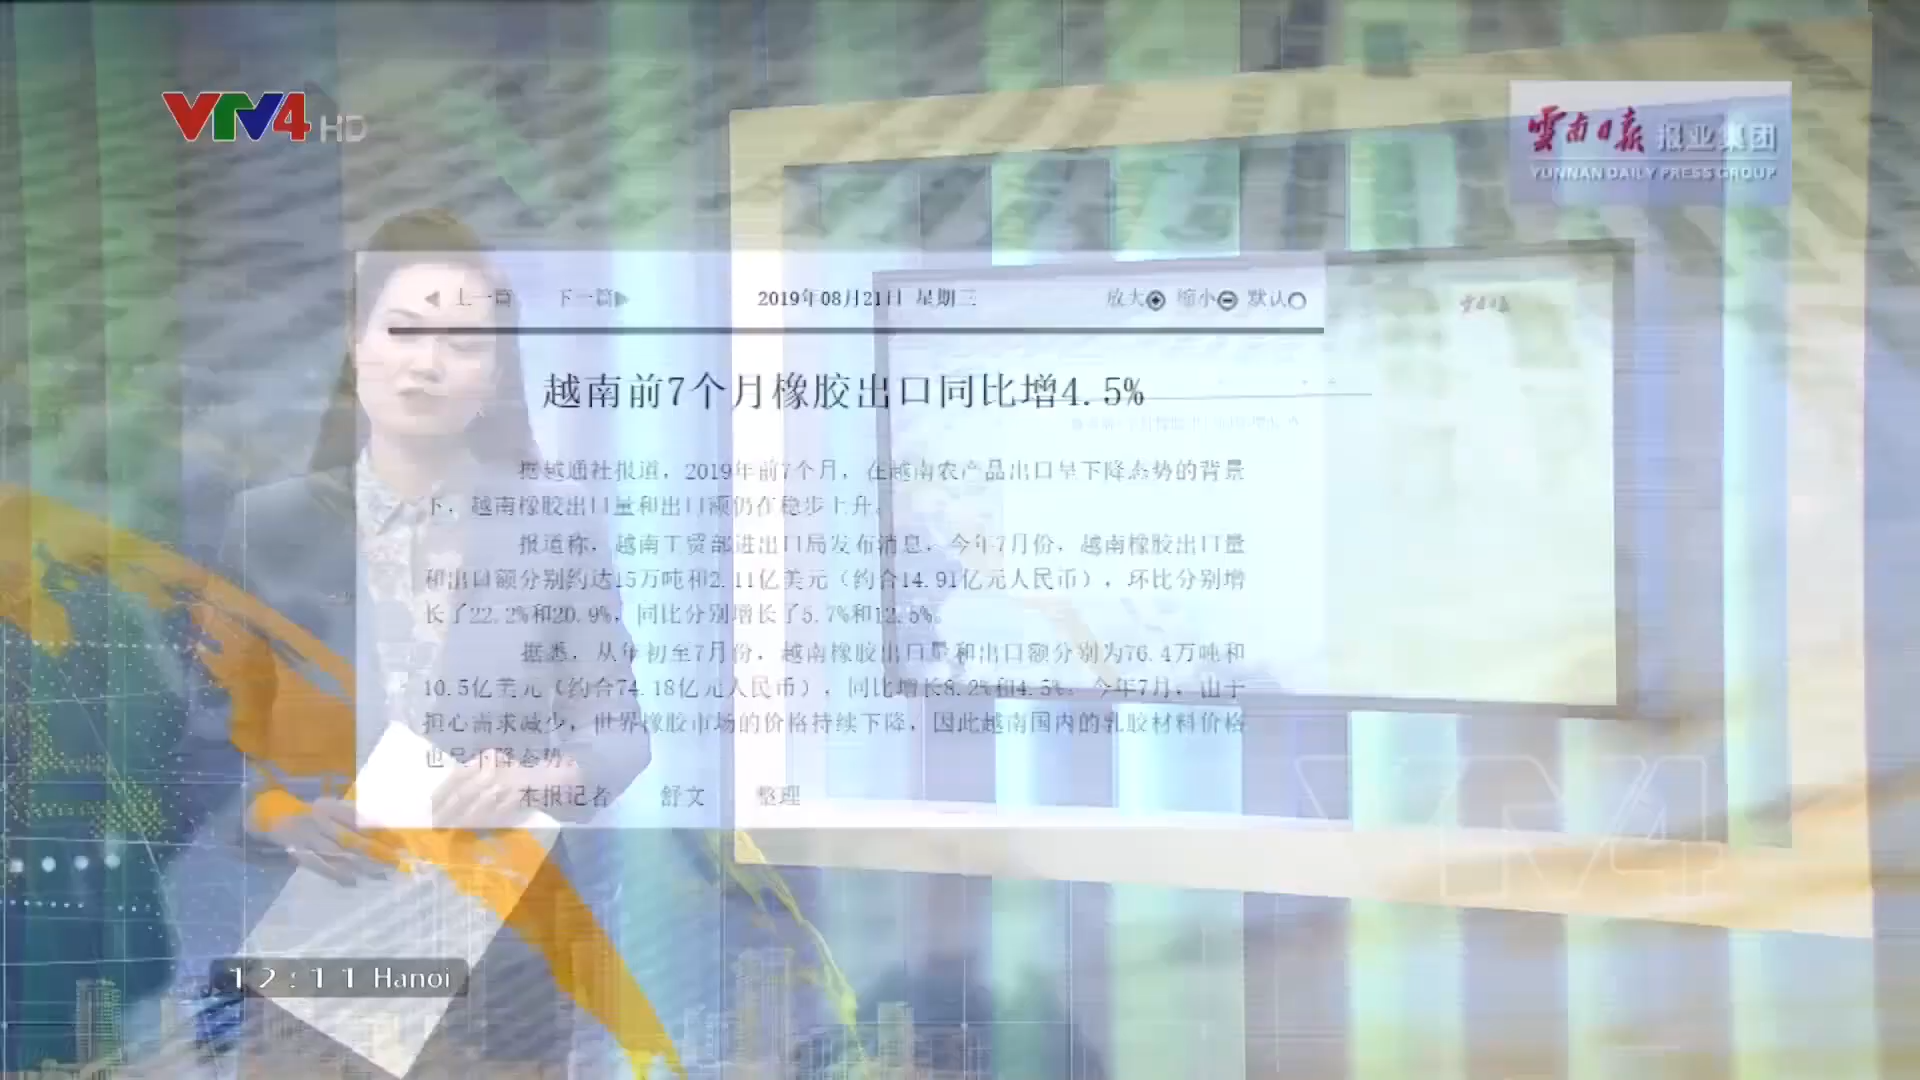 VTV4 HD
雲南日報 报业集团
YUNNAN DAILY PRESS GROUP
上一篇 下一篇 2019年08月21日 星期三 放大 缩小 默认
越南前7个月橡胶出口同比增4.5%
据越通社报道，2019年前7个月，在越南农产品出口呈下降态势的背景
下，越南橡胶出口量和出口额仍在稳步上升。
报道称，越南工贸部进出口局发布消息，今年7月份，越南橡胶出口量
和出口额分别约达15万吨和2.11亿美元（约合14.91亿元人民币），环比分别增
长了22.2%和20.9%，同比分别增长了5.7%和12.5%。
据悉，从年初至7月份，越南橡胶出口量和出口额分别为76.4万吨和
10.5亿美元（约合74.18亿元人民币），同比增长8.2%和4.5%。今年7月，由于
担心需求减少，世界橡胶市场的价格持续下降，因此越南国内的乳胶材料价格
也呈下降态势。
本报记者 舒文 整理
VTV4
12:11 Hanoi